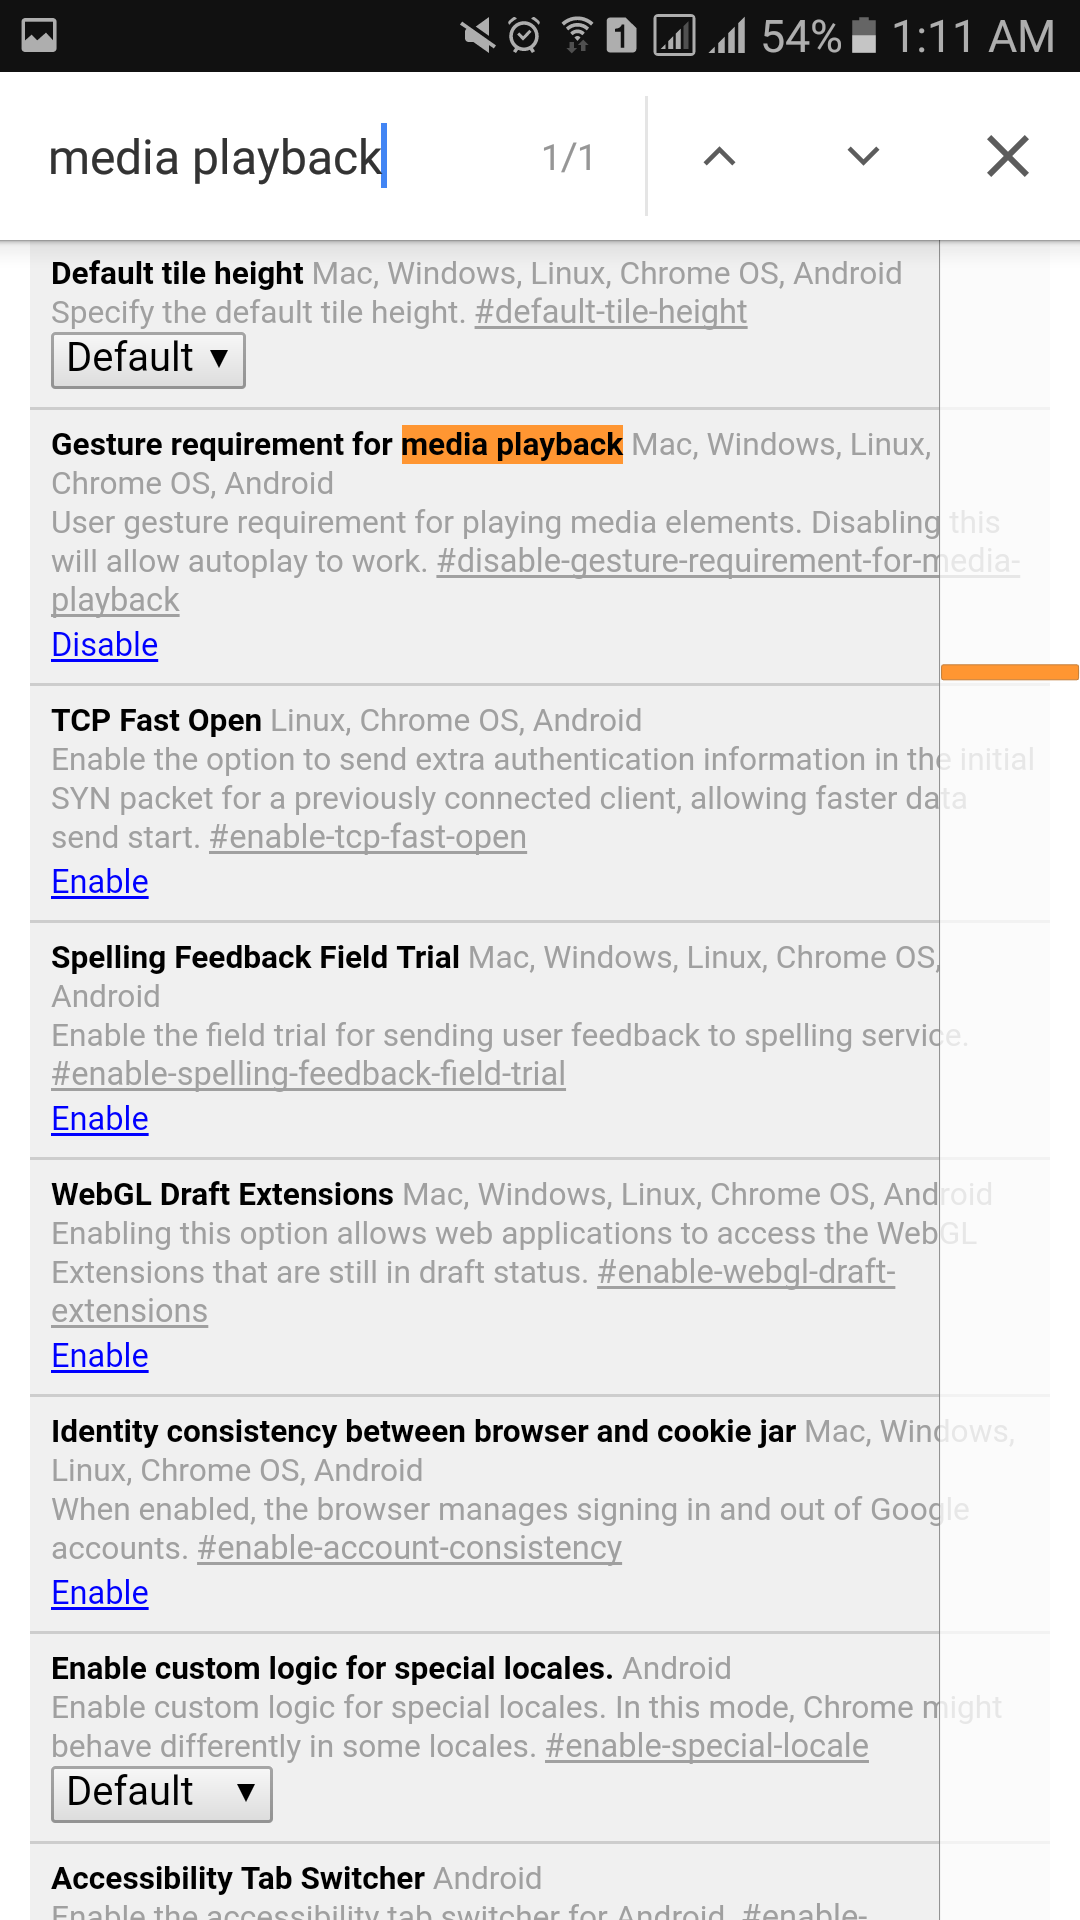 1 54% 1:11 AM
media playback 1/1
Default tile height Mac, Windows, Linux, Chrome OS, Android
Specify the default tile height. #default-tile-height
Default ▼
Gesture requirement for media playback Mac, Windows, Linux,
Chrome OS, Android
User gesture requirement for playing media elements. Disabling this
will allow autoplay to work. #disable-gesture-requirement-for-media-
playback
Disable
TCP Fast Open Linux, Chrome OS, Android
Enable the option to send extra authentication information in the initial
SYN packet for a previously connected client, allowing faster data
send start. #enable-tcp-fast-open
Enable
Spelling Feedback Field Trial Mac, Windows, Linux, Chrome OS,
Android
Enable the field trial for sending user feedback to spelling service.
#enable-spelling-feedback-field-trial
Enable
WebGL Draft Extensions Mac, Windows, Linux, Chrome OS, Android
Enabling this option allows web applications to access the WebGL
Extensions that are still in draft status. #enable-webgl-draft-
extensions
Enable
Identity consistency between browser and cookie jar Mac, Windows,
Linux, Chrome OS, Android
When enabled, the browser manages signing in and out of Google
accounts. #enable-account-consistency
Enable
Enable custom logic for special locales. Android
Enable custom logic for special locales. In this mode, Chrome might
behave differently in some locales. #enable-special-locale
Default ▼
Accessibility Tab Switcher Android
Enable the accessibility tab switcher for Android. #enable-